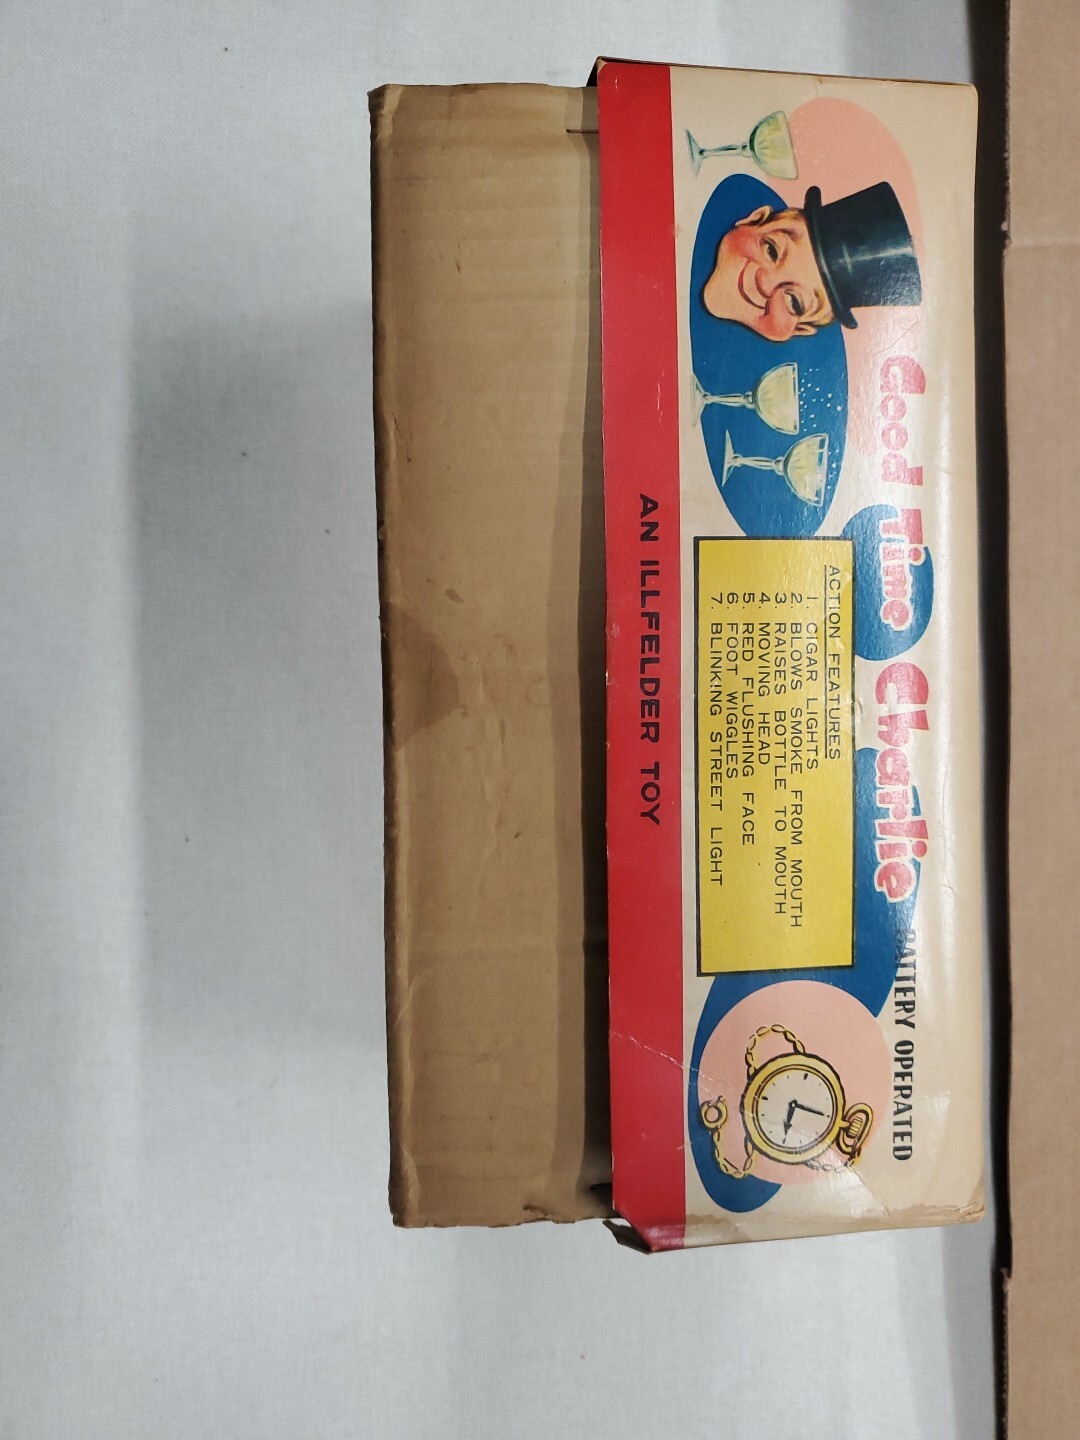 Good Time Charlie BATTERY OPERATED
ACTION FEATURES
1. CIGAR LIGHTS
2. BLOWS SMOKE FROM MOUTH
3. RAISES BOTTLE TO MOUTH
4. MOVING HEAD
5. RED FLUSHING FACE
6. FOOT WIGGLES
7. BLINKING STREET LIGHT
AN ILLFELDER TOY